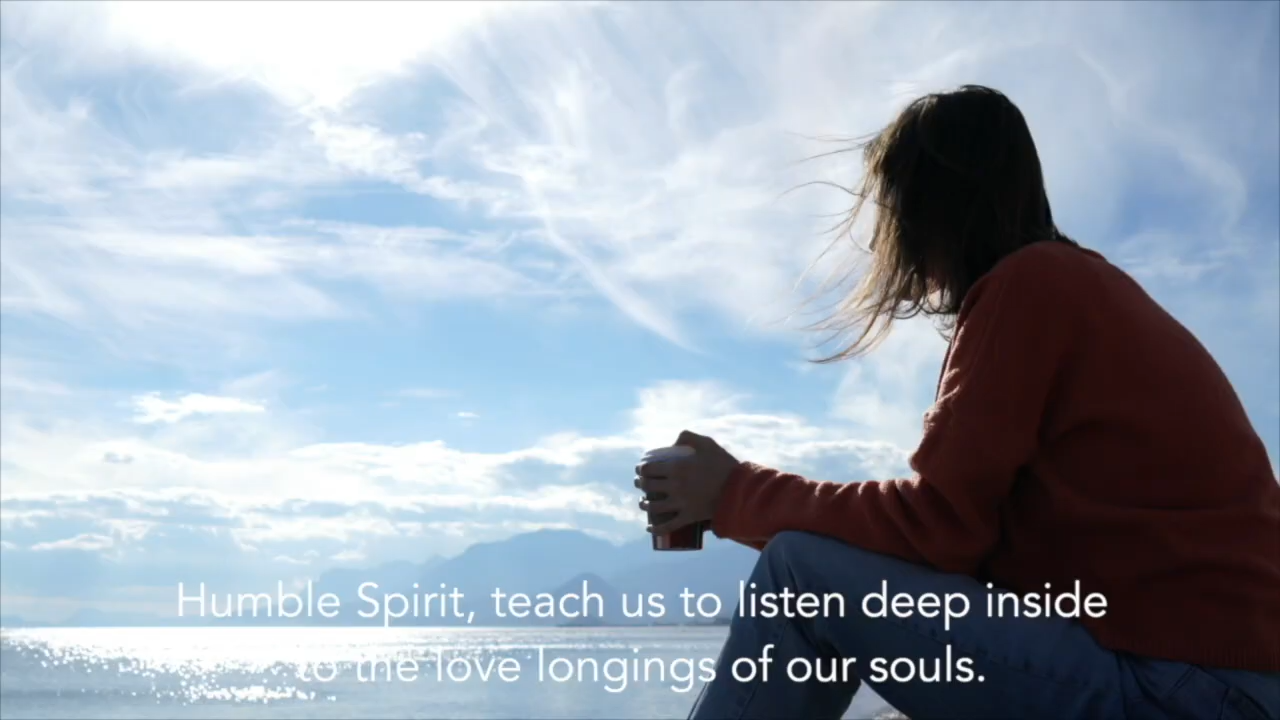 Humble Spirit, teach us to listen deep inside
to the love longings of our souls.